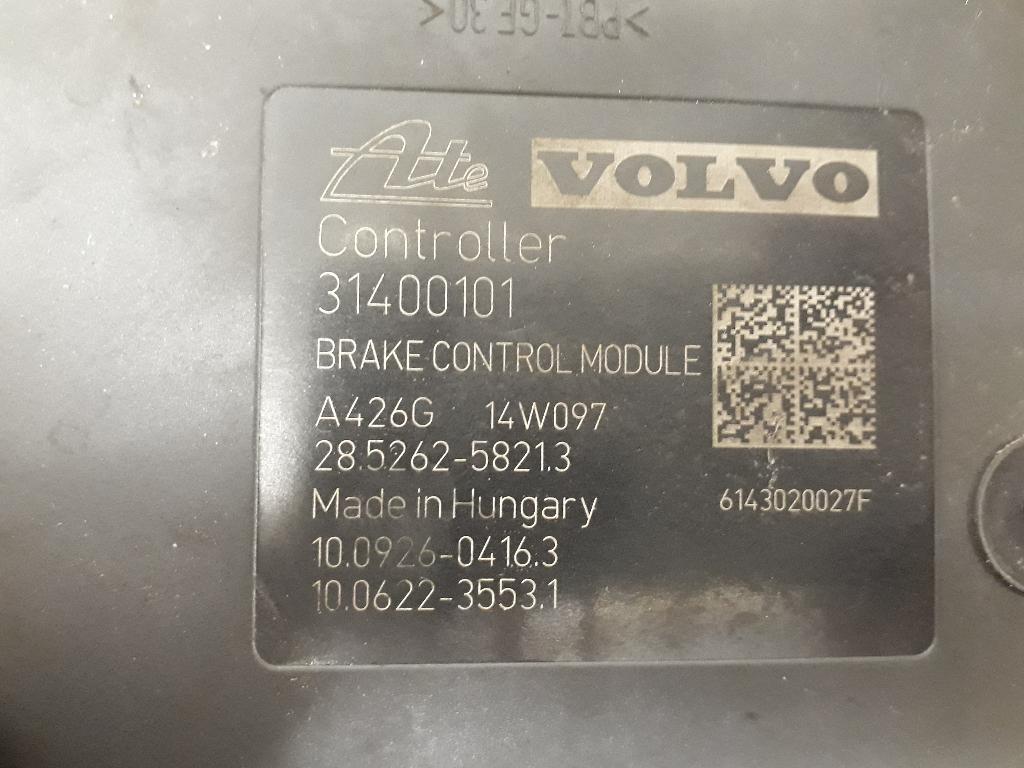 >PBT-GF30<
Ate VOLVO
Controller
31400101
BRAKE CONTROL MODULE
A426G 14W097
28.5262-5821.3
Made in Hungary
6143020027F
10.0926-0416.3
10.0622-3553.1